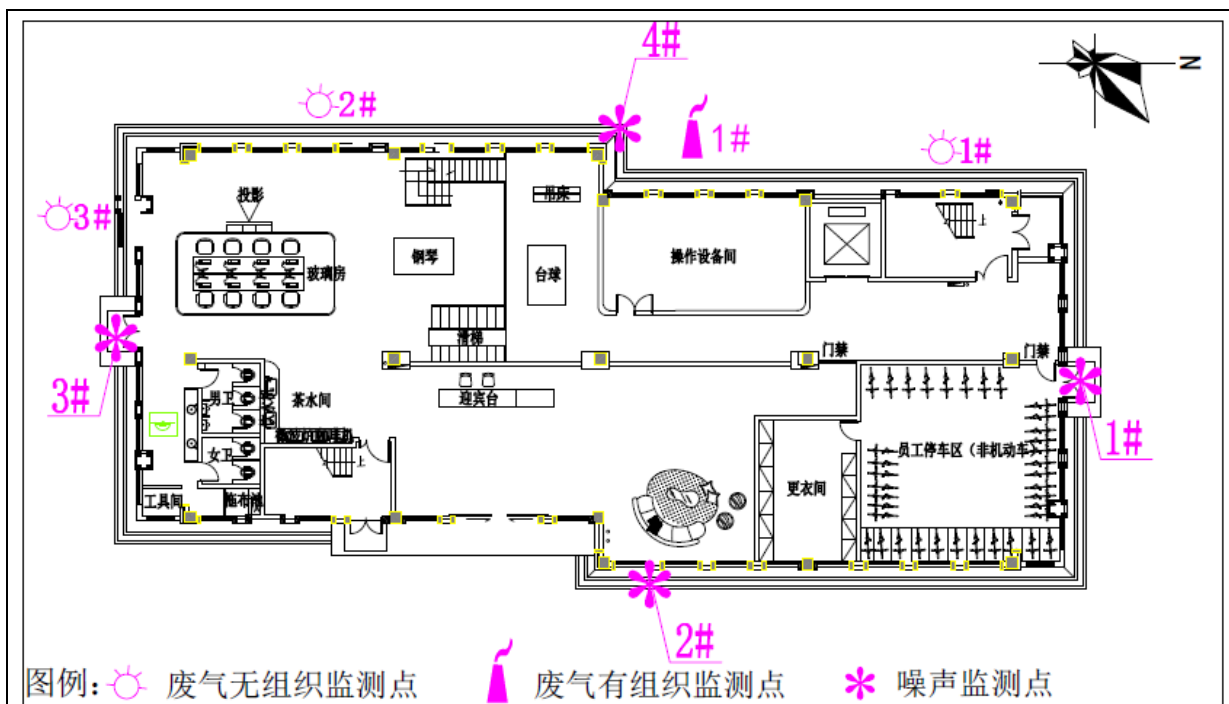 4#
N
2#
1#
1#
投影
吊床
3#
上
钢琴
操作设备间
玻璃房
台球
滑梯
门禁
门禁
3#
男卫
茶水间
迎宾台
1#
女卫
上
员工停车区（非机动车）
更衣间
工具间
拖布池
2#
图例:
废气无组织监测点
废气有组织监测点
噪声监测点